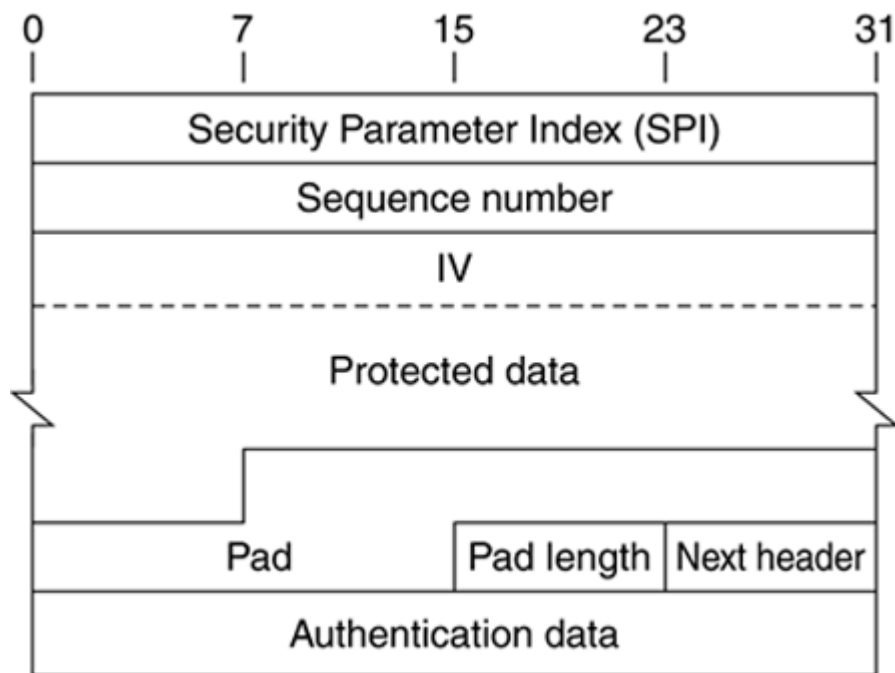 0 7 15 23 31
Security Parameter Index (SPI)
Sequence number
IV
Protected data
Pad Pad length Next header
Authentication data